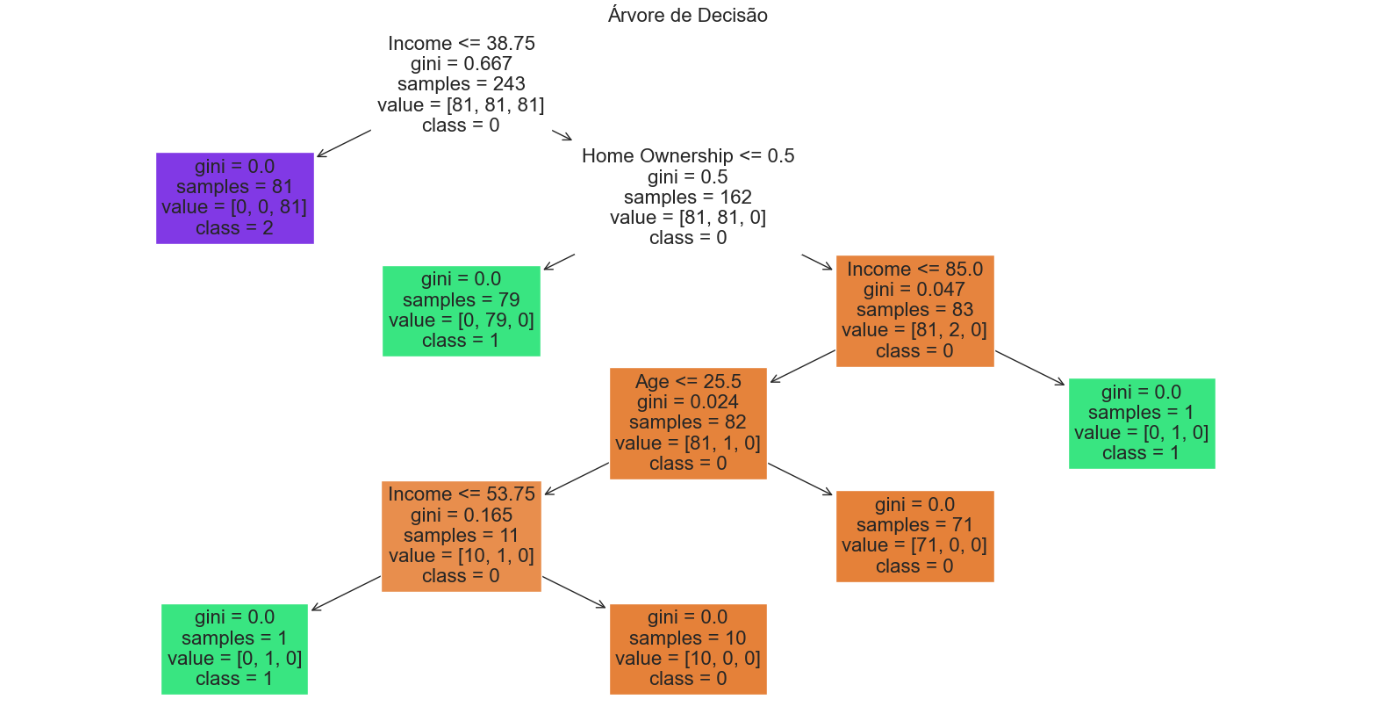 Árvore de Decisão
Income <= 38.75
gini = 0.667
samples = 243
value = [81, 81, 81]
class = 0
gini = 0.0
samples = 81
value = [0, 0, 81]
class = 2
Home Ownership <= 0.5
gini = 0.5
samples = 162
value = [81, 81, 0]
class = 0
gini = 0.0
samples = 79
value = [0, 79, 0]
class = 1
Income <= 85.0
gini = 0.047
samples = 83
value = [81, 2, 0]
class = 0
Age <= 25.5
gini = 0.024
samples = 82
value = [81, 1, 0]
class = 0
gini = 0.0
samples = 1
value = [0, 1, 0]
class = 1
Income <= 53.75
gini = 0.165
samples = 11
value = [10, 1, 0]
class = 0
gini = 0.0
samples = 71
value = [71, 0, 0]
class = 0
gini = 0.0
samples = 1
value = [0, 1, 0]
class = 1
gini = 0.0
samples = 10
value = [10, 0, 0]
class = 0